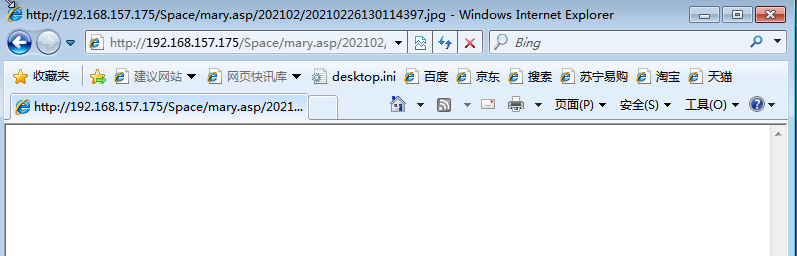 http://192.168.157.175/Space/mary.asp/202102/20210226130114397.jpg - Windows Internet Explorer
http://192.168.157.175/Space/mary.asp/202102, Bing
收藏夹 建议网站 网页快讯库 desktop.ini 百度 京东 搜索 苏宁易购 淘宝 天猫
http://192.168.157.175/Space/mary.asp/2021... 页面(P) 安全(S) 工具(O)